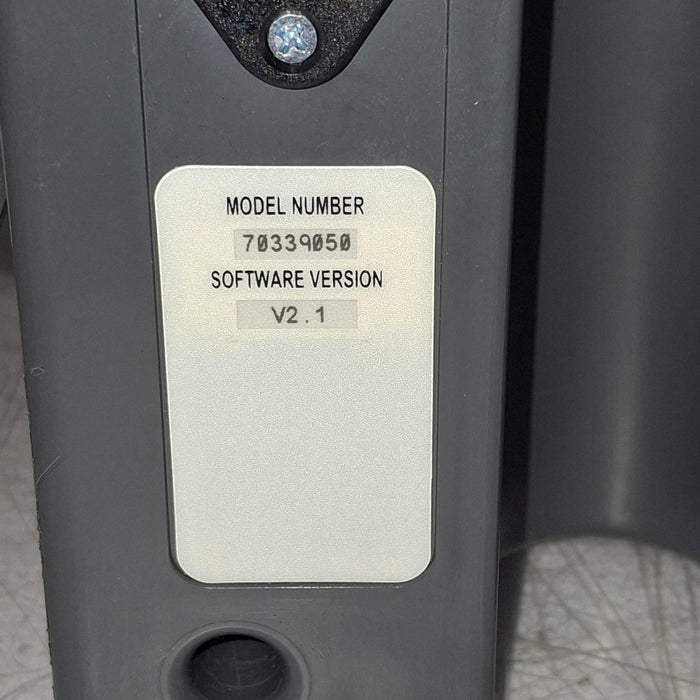 MODEL NUMBER
70339050
SOFTWARE VERSION
V2.1